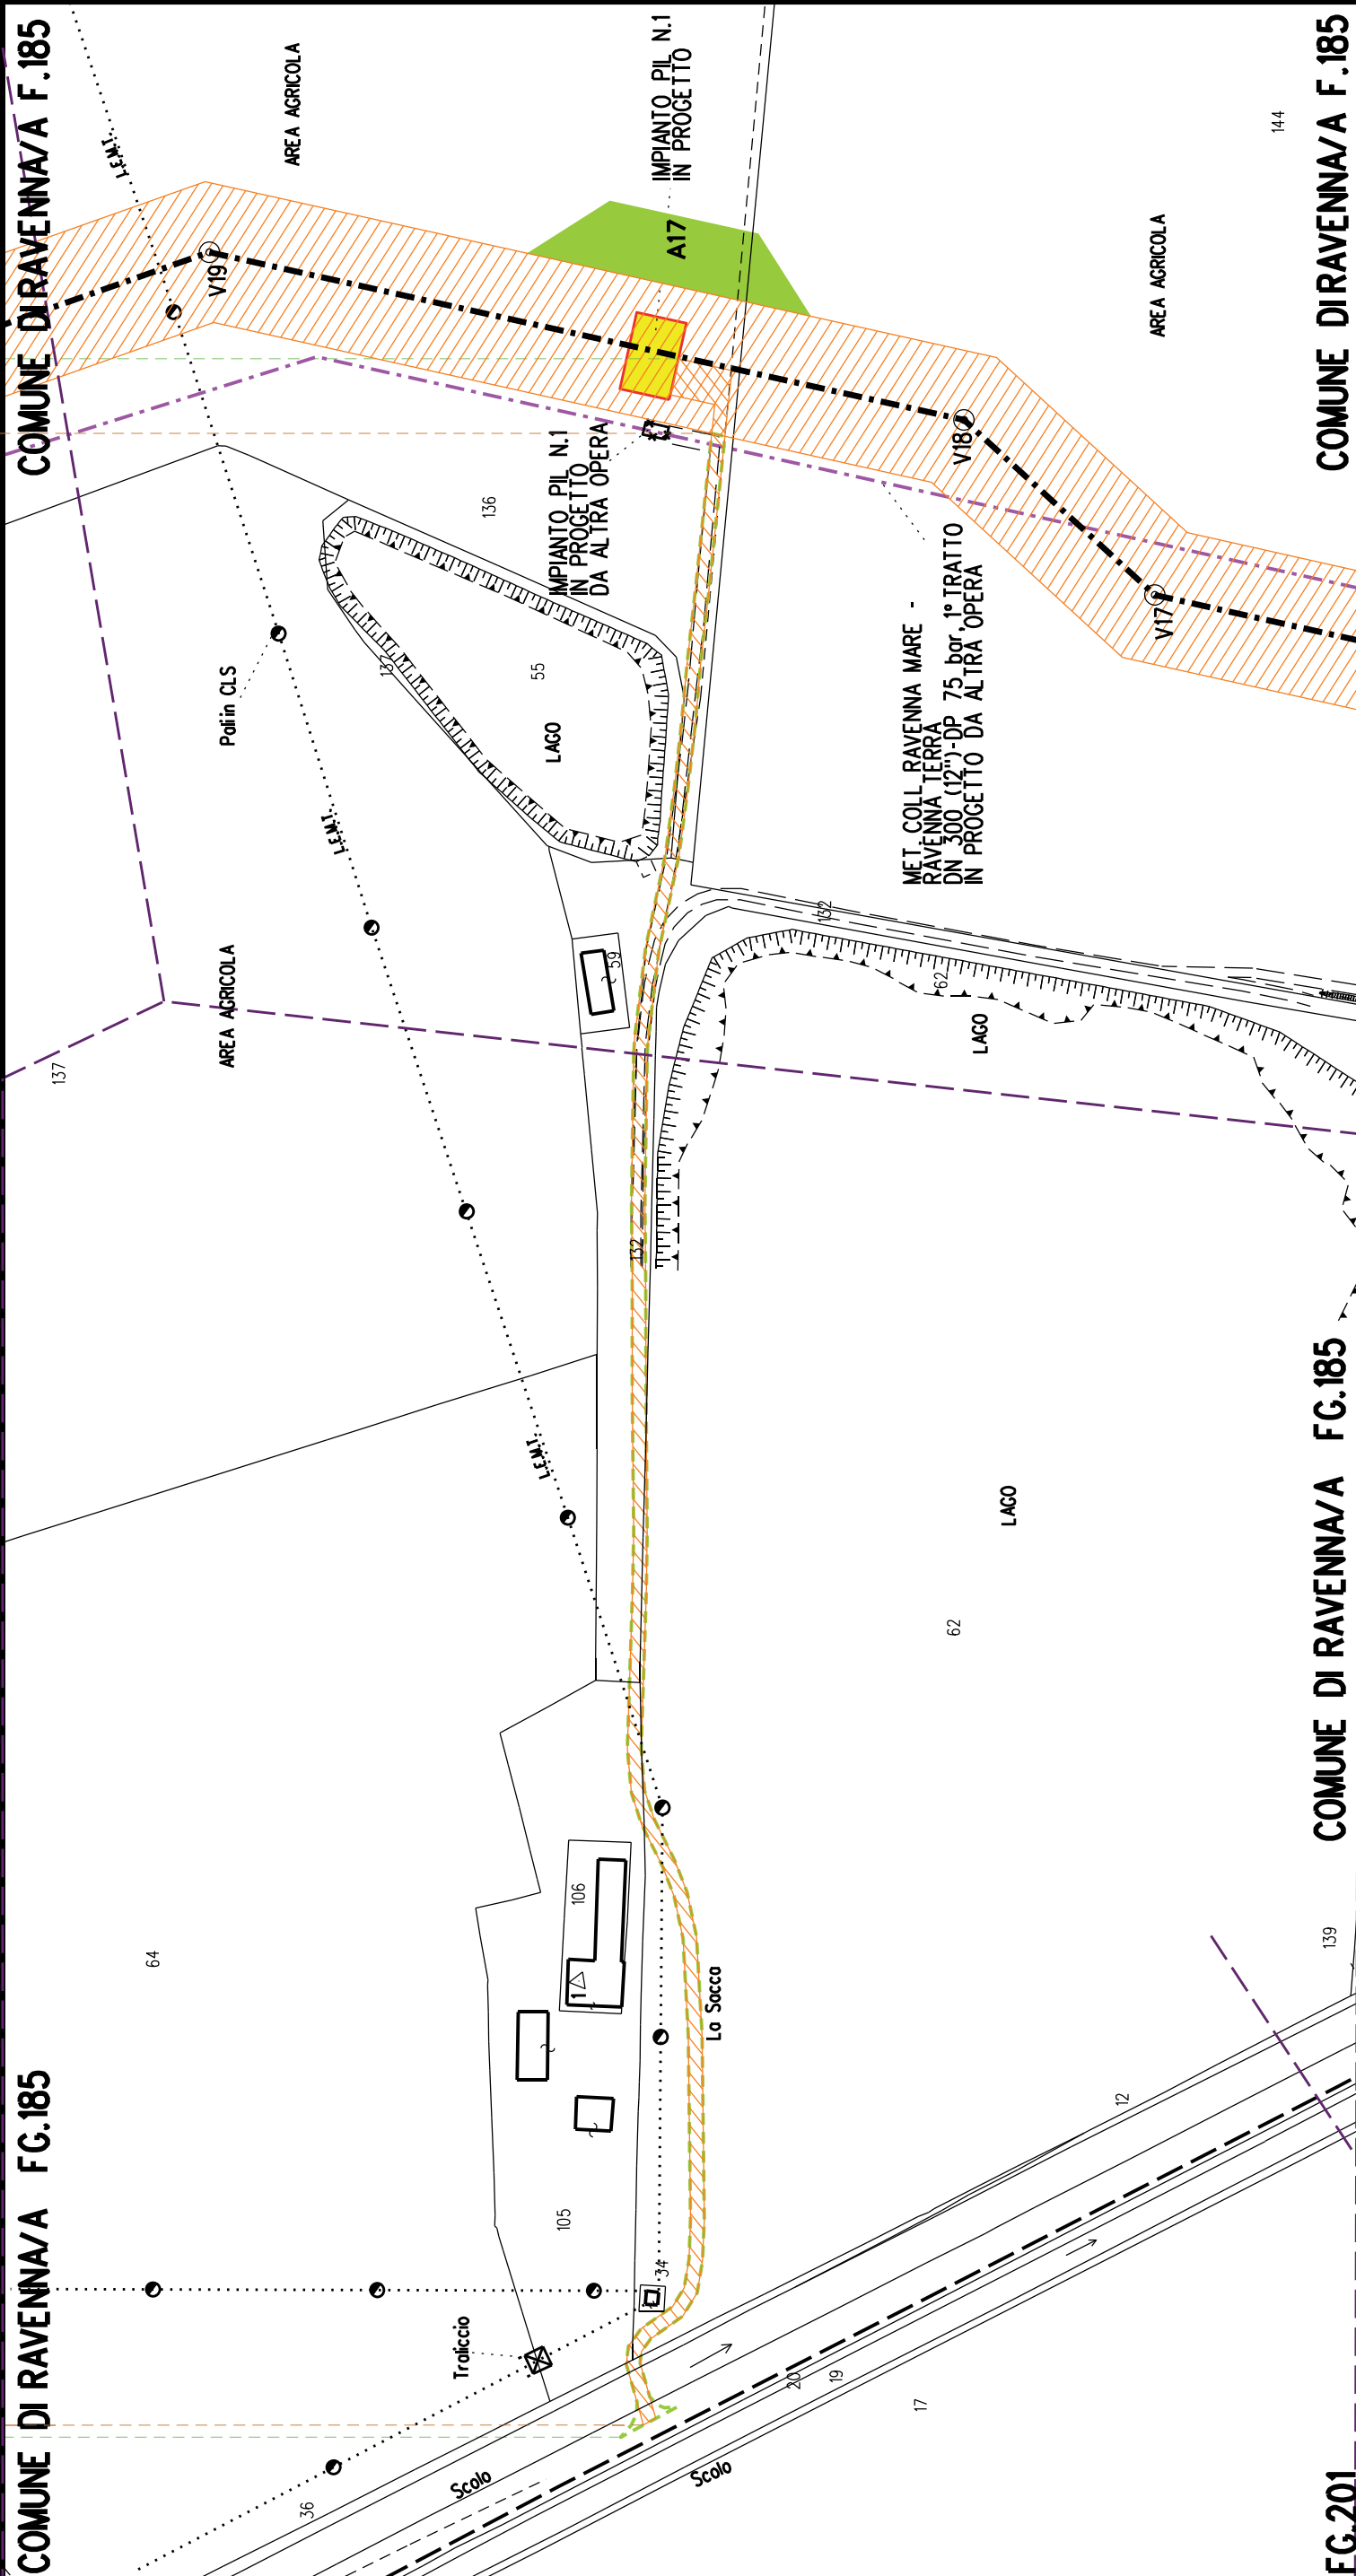 COMUNE DI RAVENNA/A FG.185
COMUNE DI RAVENNA/A F.185
137
64
36
L.E.M.T.
AREA AGRICOLA
AREA AGRICOLA
Pali in CLS
V19
L.E.M.T.
L.E.M.T.
137
136
55
LAGO
IMPIANTO PIL N.1
IN PROGETTO
DA ALTRA OPERA
IMPIANTO PIL N.1
IN PROGETTO
A17
59
132
106
1
105
Traliccio
34
La Sacca
Scolo
Scolo
20
19
17
12
132
62
LAGO
62
LAGO
MET. COLL. RAVENNA MARE -
RAVENNA TERRA
DN 300 (12")-DP 75 bar, 1° TRATTO
IN PROGETTO DA ALTRA OPERA
V18
V17
AREA AGRICOLA
144
139
FG.201
COMUNE DI RAVENNA/A FG.185
COMUNE DI RAVENNA/A F.185